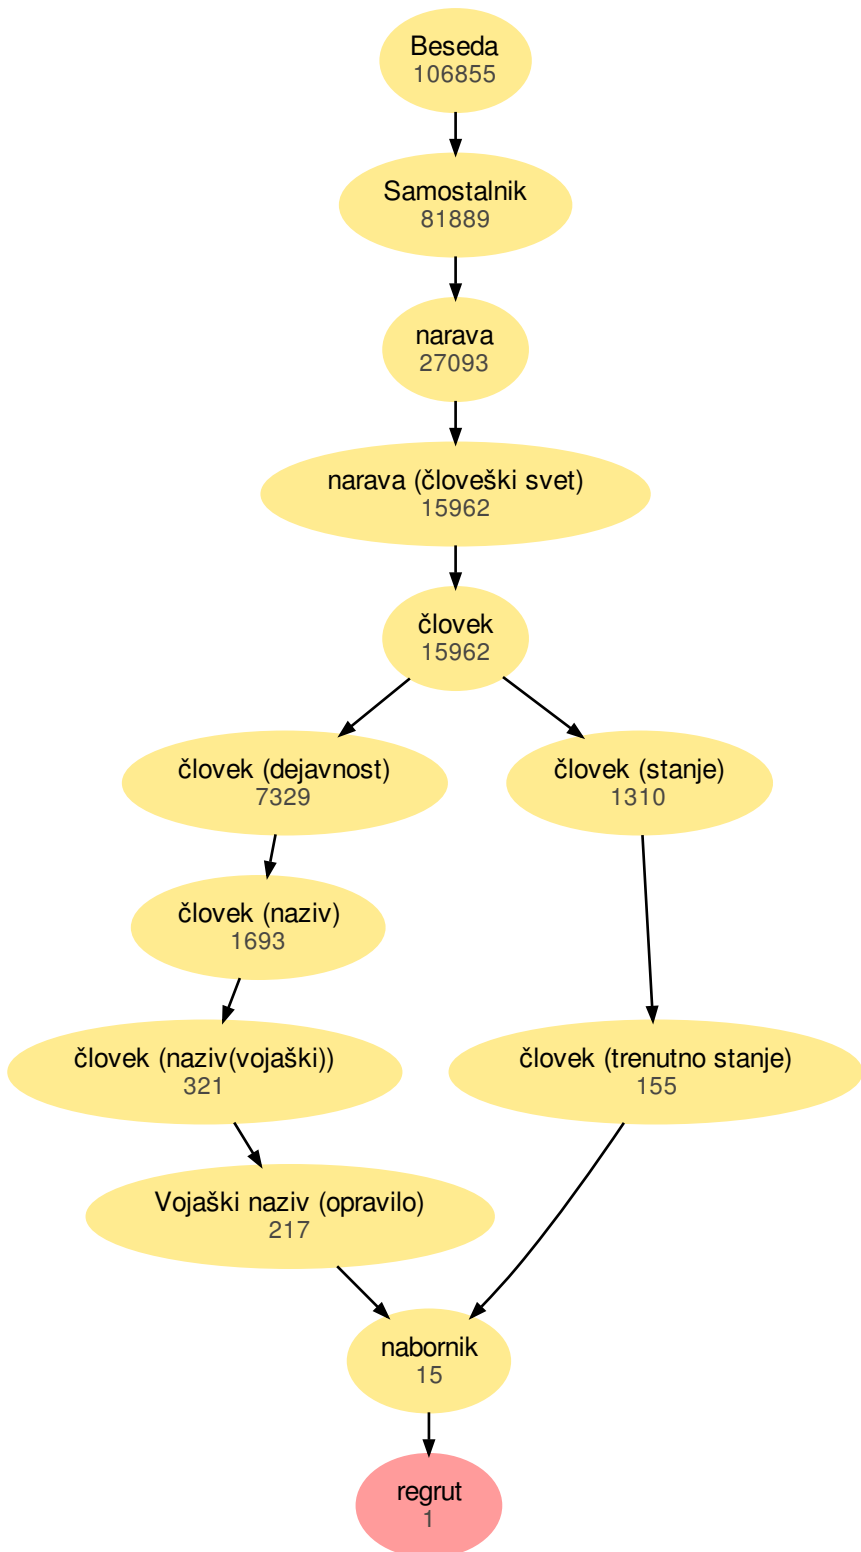 Beseda
106855
Samostalnik
81889
narava
27093
narava (človeški svet)
15962
človek
15962
človek (dejavnost)
7329
človek (stanje)
1310
človek (naziv)
1693
človek (naziv(vojaški))
321
človek (trenutno stanje)
155
Vojaški naziv (opravilo)
217
nabornik
15
regrut
1